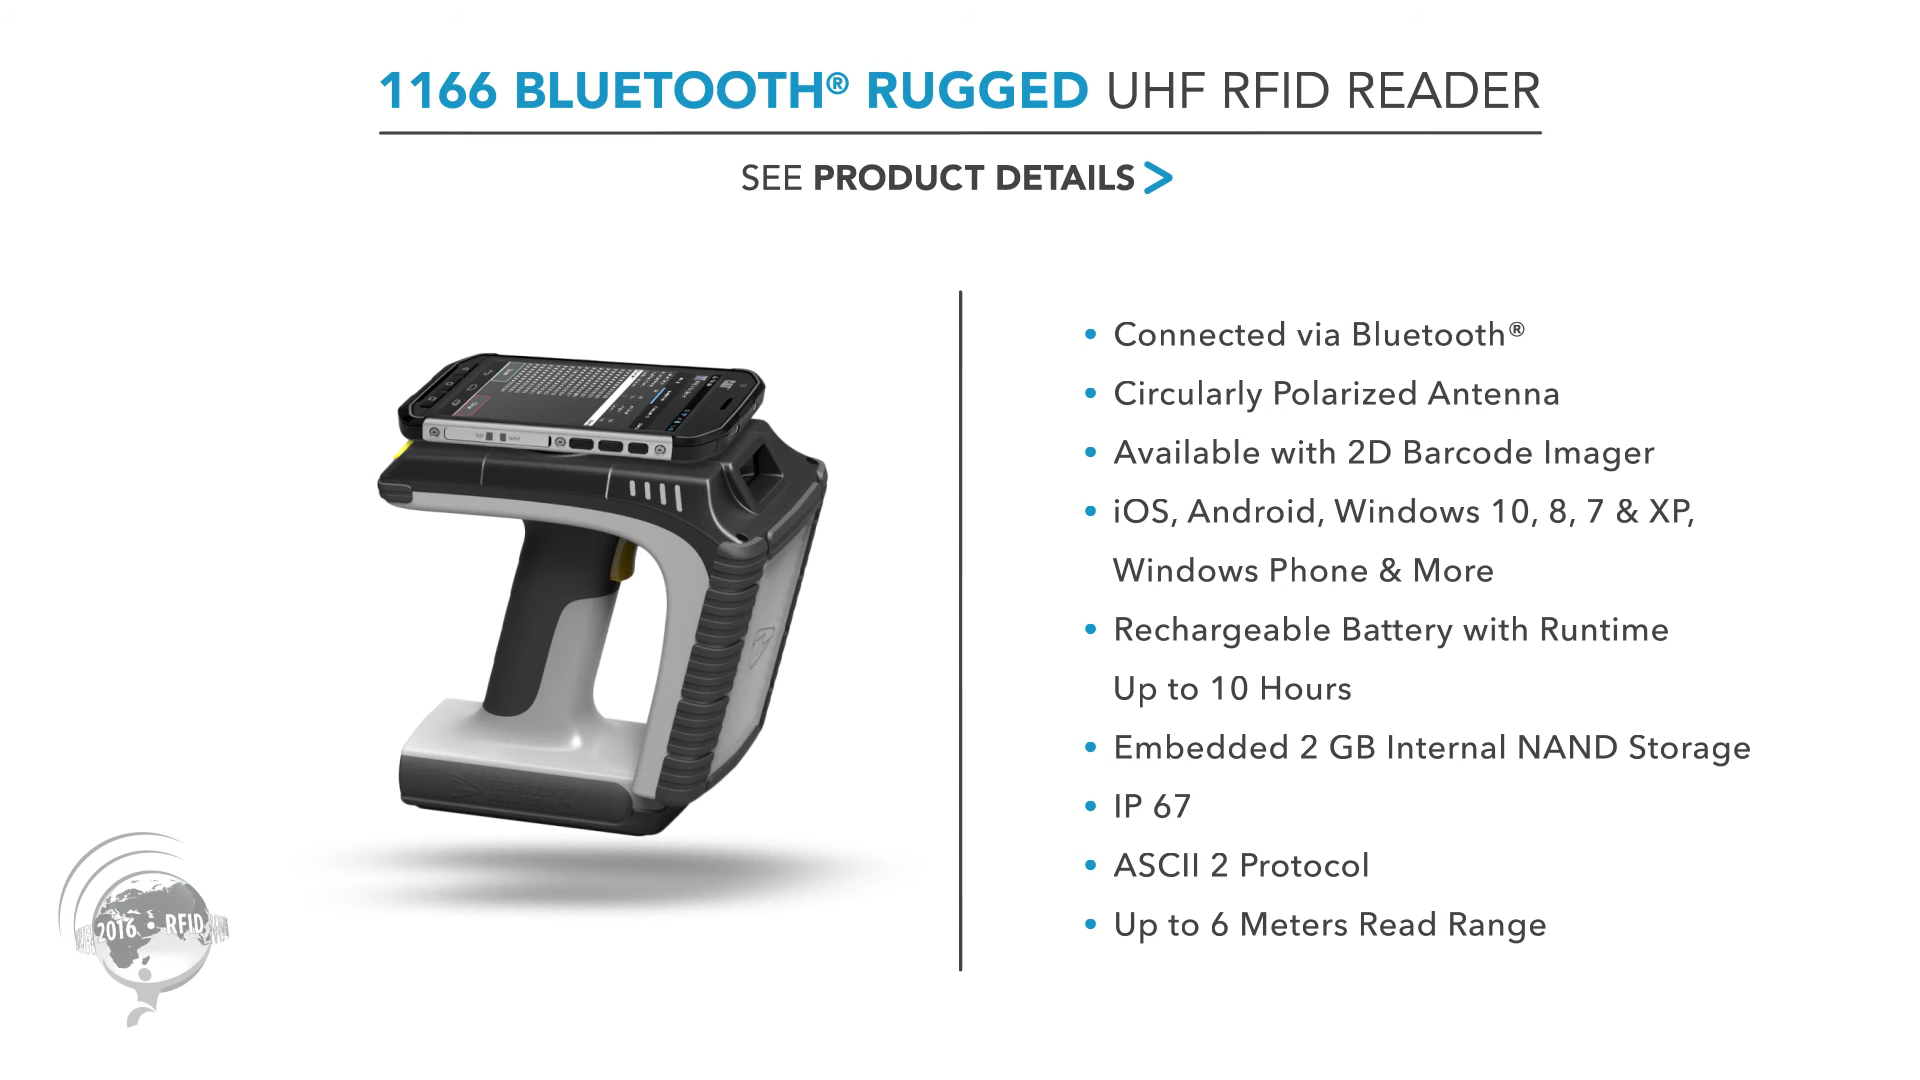 1166 BLUETOOTH® RUGGED UHF RFID READER
SEE PRODUCT DETAILS >
• Connected via Bluetooth®
• Circularly Polarized Antenna
• Available with 2D Barcode Imager
• iOS, Android, Windows 10, 8, 7 & XP,
Windows Phone & More
• Rechargeable Battery with Runtime
Up to 10 Hours
• Embedded 2 GB Internal NAND Storage
• IP 67
• ASCII 2 Protocol
• Up to 6 Meters Read Range
2016 • RFID